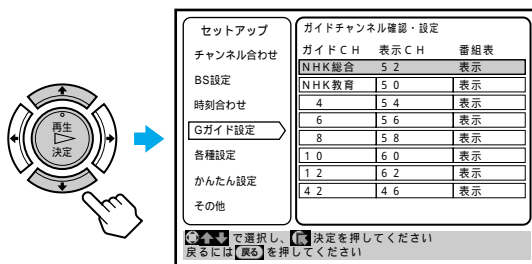 再生
決定
セットアップ
チャンネル合わせ
BS設定
時刻合わせ
Gガイド設定
各種設定
かんたん設定
その他
ガイドチャンネル確認・設定
ガイドCH 表示CH 番組表
NHK総合 52 表示
NHK教育 50 表示
4 54 表示
6 56 表示
8 58 表示
10 60 表示
12 62 表示
42 46 表示
で選択し、 決定を押してください
戻るには 戻る を押してください